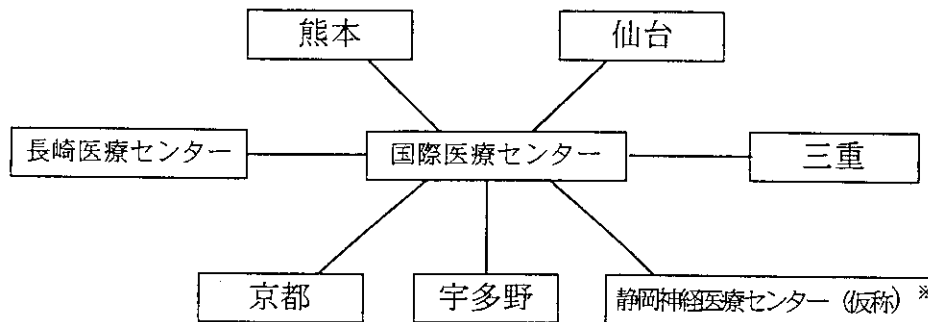 熊本
仙台
長崎医療センター
国際医療センター
三重
京都
宇多野
静岡神経医療センター（仮称）※